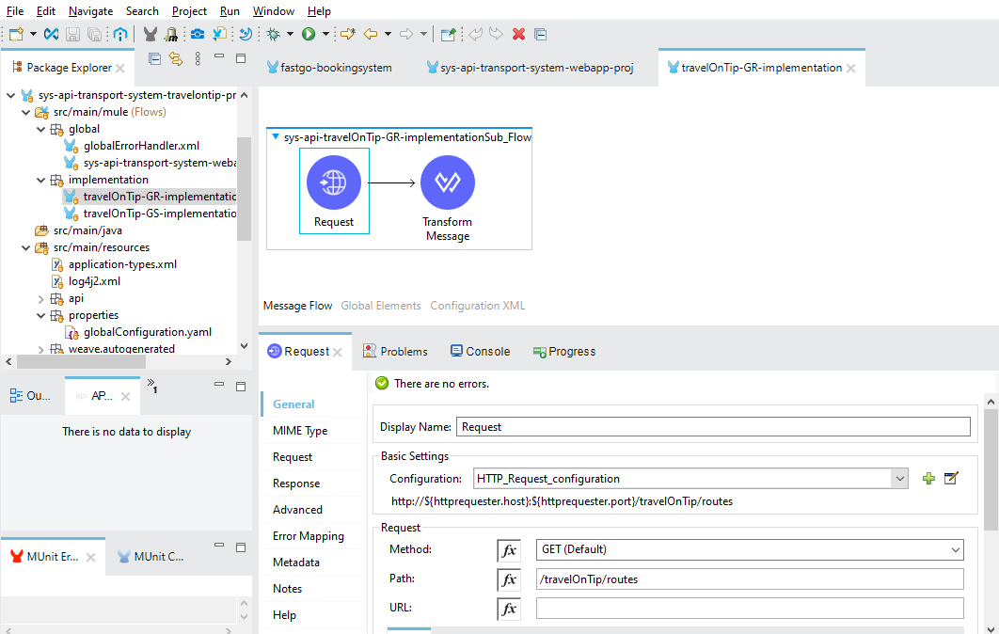 File Edit Navigate Search Project Run Window Help
Package Explorer
fastgo-bookingsystem
sys-api-transport-system-webapp-proj
travelOnTip-GR-implementation
sys-api-transport-system-travelontip-pr
src/main/mule (Flows)
global
globalErrorHandler.xml
sys-api-transport-system-weba
implementation
travelOnTip-GR-implementatic
travelOnTip-GS-implementatio
src/main/java
src/main/resources
application-types.xml
log4j2.xml
api
properties
globalConfiguration.yaml
weave.autogenerated
sys-api-travelOnTip-GR-implementationSub_Flow
Request
Transform
Message
Message Flow Global Elements Configuration XML
Ou...
api AP...
1
There is no data to display
MUnit Er...
MUnit C...
Request
Problems
Console
Progress
There are no errors.
General
MIME Type
Request
Response
Advanced
Error Mapping
Metadata
Notes
Help
Display Name: Request
Basic Settings
Configuration: HTTP_Request_configuration
http://${httprequester.host}:${httprequester.port}/travelOnTip/routes
Request
Method: fx GET (Default)
Path: fx /travelOnTip/routes
URL: fx